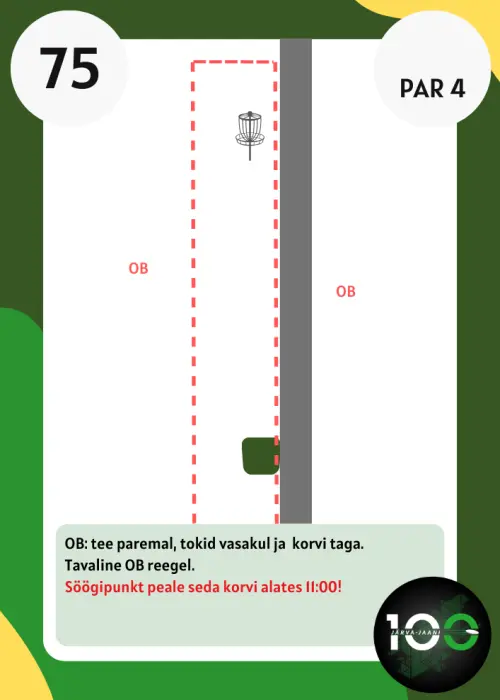 75
PAR 4
OB
OB
OB: tee paremal, tokid vasakul ja korvi taga.
Tavaline OB reegel.
Söögipunkt peale seda korvi alates 11:00!
100
JÄRVA-JAANI